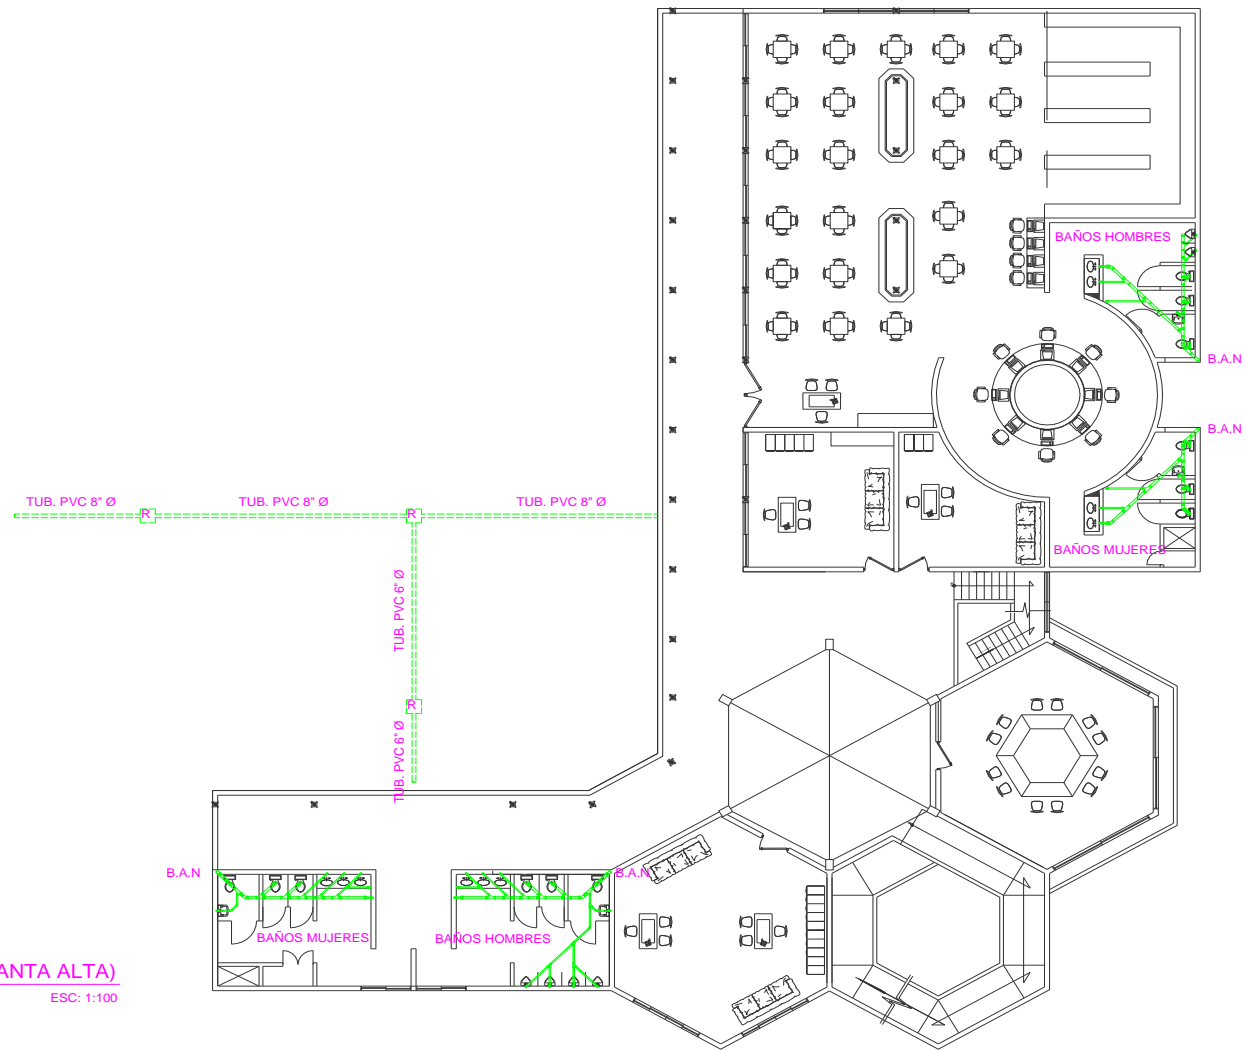 BAÑOS HOMBRES
B.A.N
B.A.N
TUB. PVC 8" Ø
R
TUB. PVC 8" Ø
R
TUB. PVC 8" Ø
BAÑOS MUJERES
TUB. PVC 6" Ø
R
TUB. PVC 6" Ø
B.A.N
B.A.N
BAÑOS MUJERES
BAÑOS HOMBRES
ANTA ALTA)
ESC: 1:100